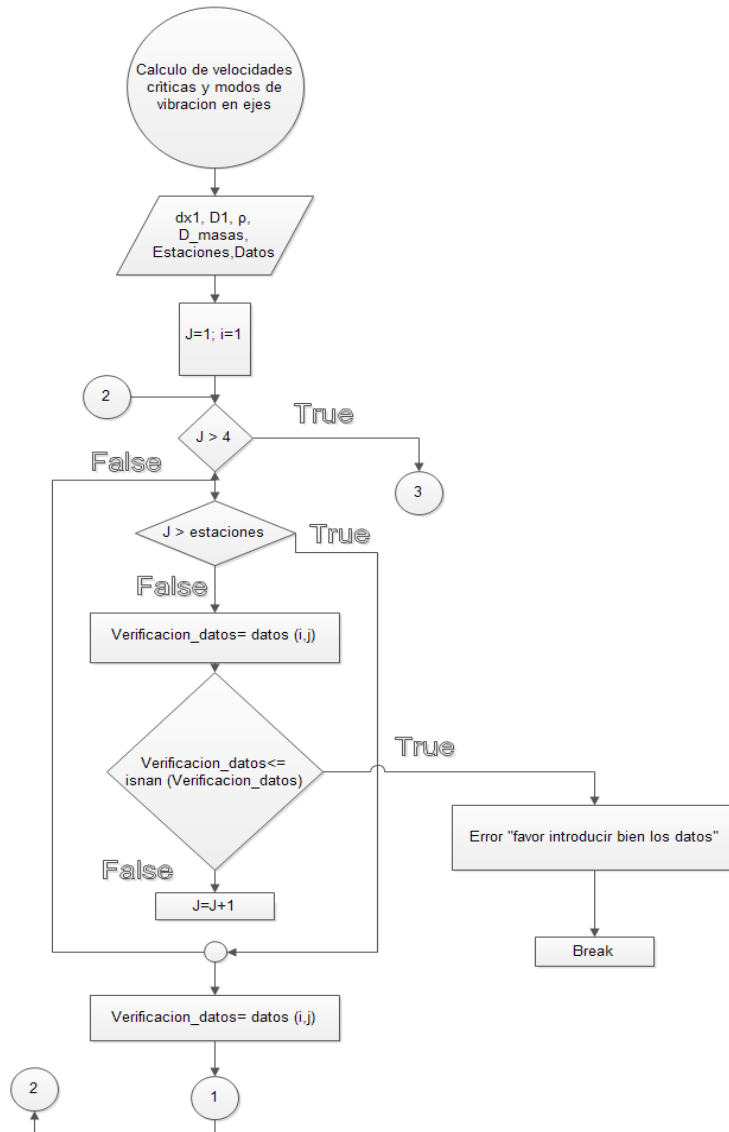 Calculo de velocidades
crìticas y modos de
vibracion en ejes
dx1, D1, ρ,
D_masas,
Estaciones,Datos
J=1; i=1
2
J > 4
True
False
3
J > estaciones
True
False
Verificacion_datos= datos (i,j)
Verificacion_datos<=
isnan (Verificacion_datos)
True
Error "favor introducir bien los datos"
False
J=J+1
Break
Verificacion_datos= datos (i,j)
2
1